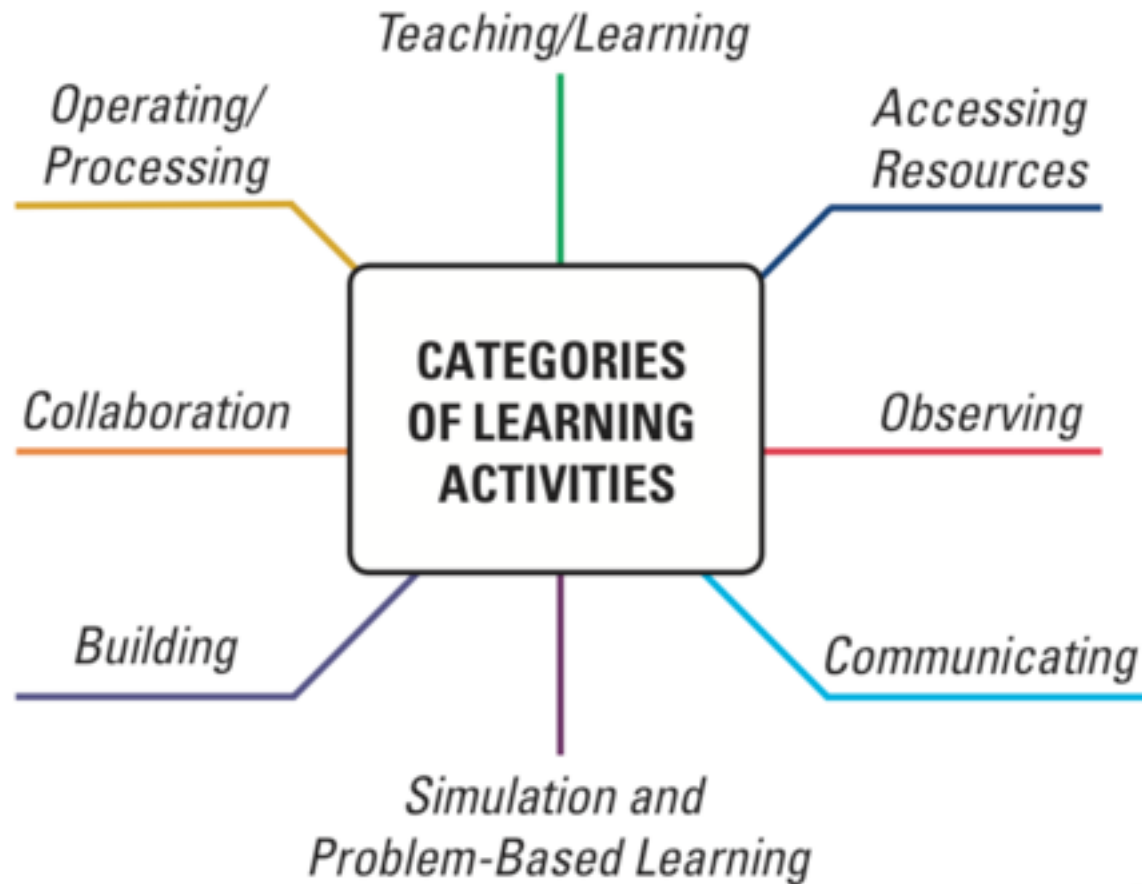 Teaching/Learning
Operating/
Processing
Accessing
Resources
CATEGORIES
OF LEARNING
ACTIVITIES
Collaboration
Observing
Building
Communicating
Simulation and
Problem-Based Learning